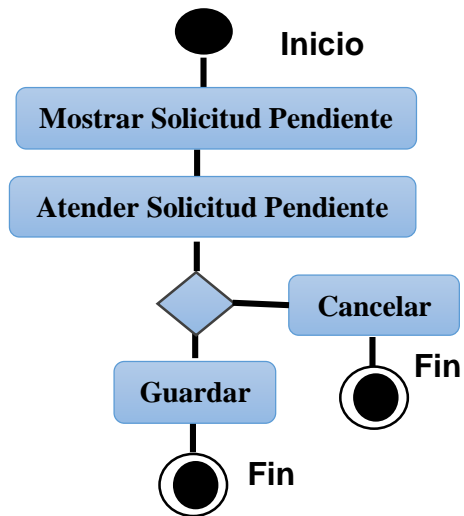 Inicio
Mostrar Solicitud Pendiente
Atender Solicitud Pendiente
Cancelar
Fin
Guardar
Fin